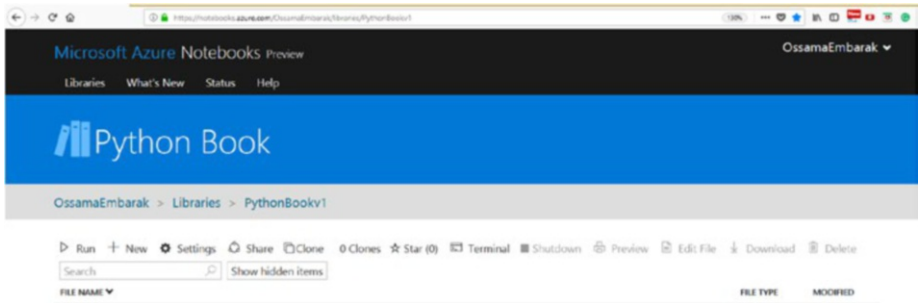 https://notebooks.azure.com/OssamaEmbarak/libraries/PythonBookv1
Microsoft Azure Notebooks Preview
OssamaEmbarak
Libraries What's New Status Help
Python Book
OssamaEmbarak > Libraries > PythonBookv1
Run New Settings Share Clone 0 Clones Star (0) Terminal Shutdown Preview Edit File Download Delete
Search Show hidden items
FILE NAME FILE TYPE MODIFIED